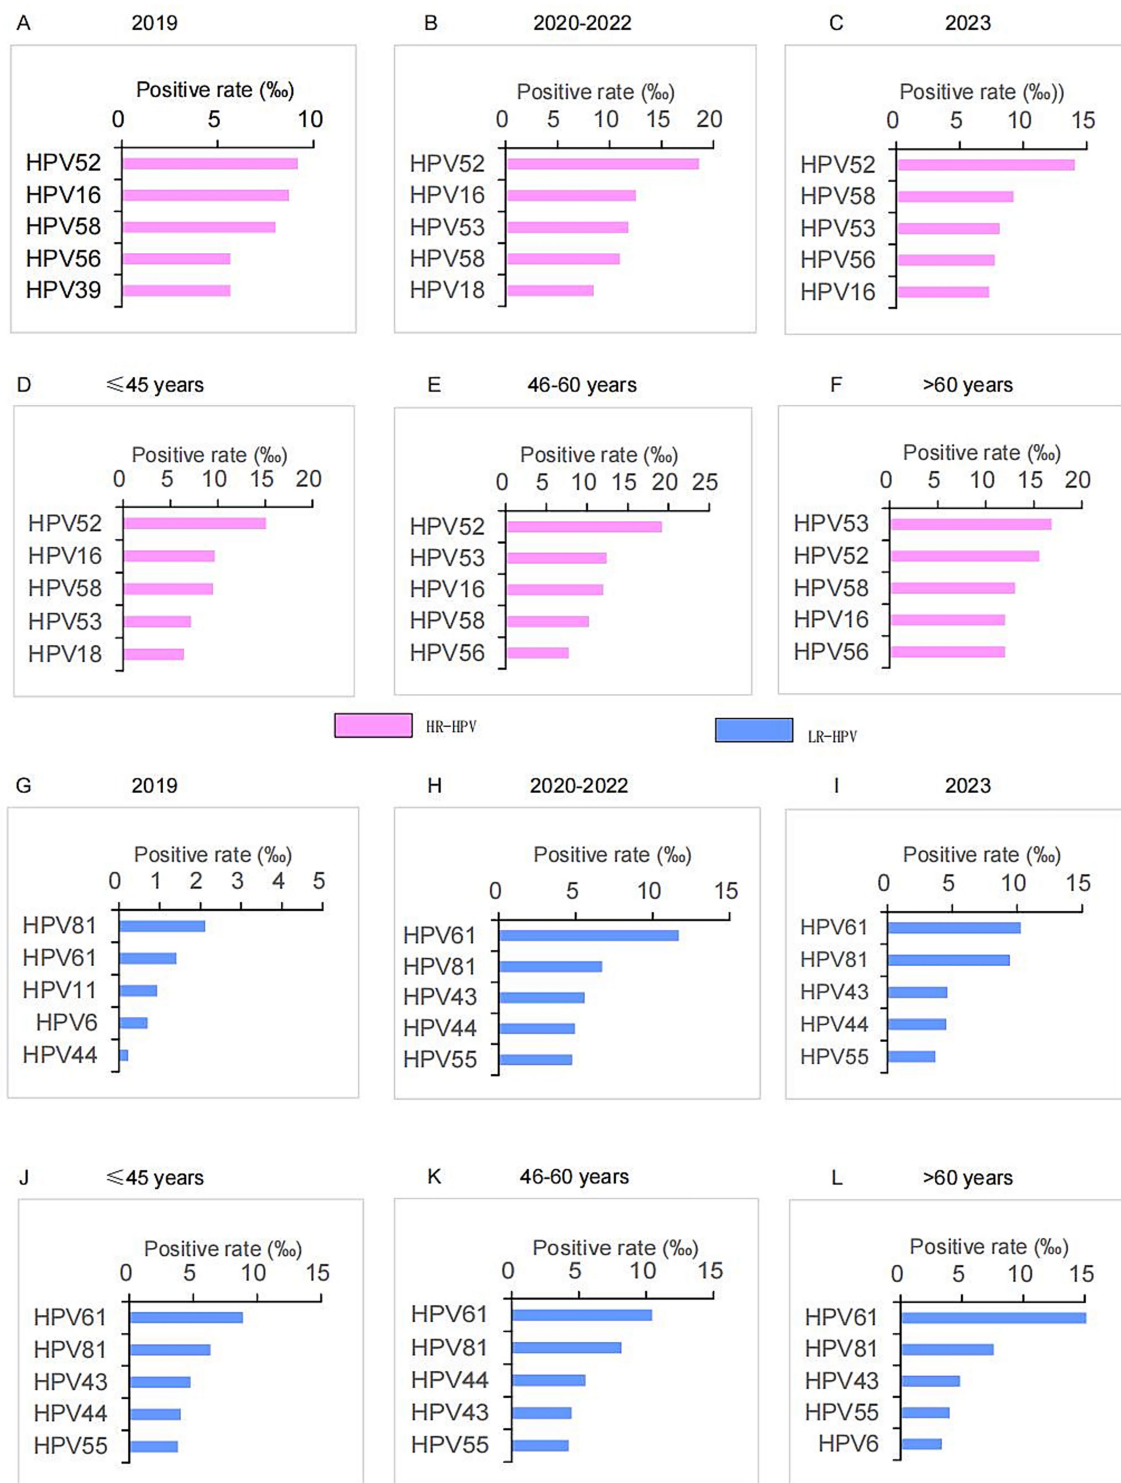 A 2019 B 2020-2022 C 2023
Positive rate (‰) Positive rate (‰) Positive rate (‰))
0 5 10 0 5 10 15 20 0 5 10 15
HPV52 HPV52 HPV52
HPV16 HPV16 HPV58
HPV58 HPV53 HPV53
HPV56 HPV58 HPV56
HPV39 HPV18 HPV16
D ≤45 years E 46-60 years F >60 years
Positive rate (‰) Positive rate (‰) Positive rate (‰)
0 5 10 15 20 0 5 10 15 20 25 0 5 10 15 20
HPV52 HPV52 HPV53
HPV16 HPV53 HPV52
HPV58 HPV16 HPV58
HPV53 HPV58 HPV16
HPV18 HPV56 HPV56
HR-HPV LR-HPV
G 2019 H 2020-2022 I 2023
Positive rate (‰) Positive rate (‰) Positive rate (‰)
0 1 2 3 4 5 0 5 10 15 0 5 10 15
HPV81 HPV61 HPV61
HPV61 HPV81 HPV81
HPV11 HPV43 HPV43
HPV6 HPV44 HPV44
HPV44 HPV55 HPV55
J ≤45 years K 46-60 years L >60 years
Positive rate (‰) Positive rate (‰) Positive rate (‰)
0 5 10 15 0 5 10 15 0 5 10 15
HPV61 HPV61 HPV61
HPV81 HPV81 HPV81
HPV43 HPV44 HPV43
HPV44 HPV43 HPV55
HPV55 HPV55 HPV6